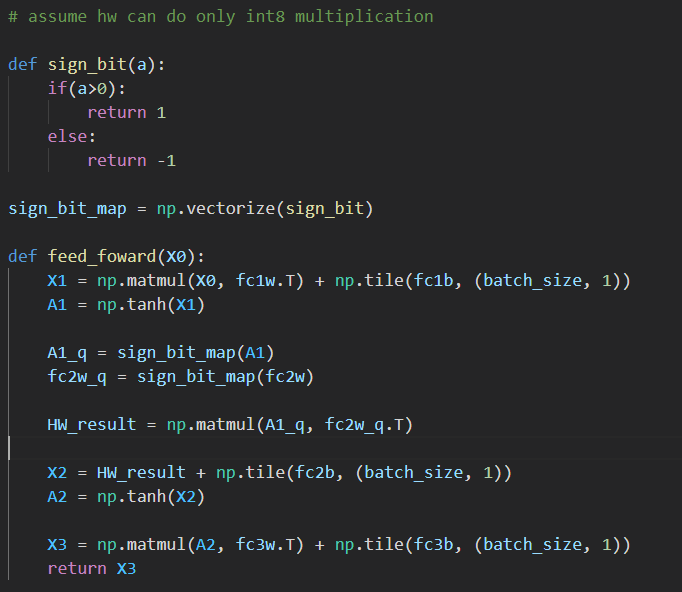 # assume hw can do only int8 multiplication
def sign_bit(a):
    if(a>0):
        return 1
    else:
        return -1
sign_bit_map = np.vectorize(sign_bit)
def feed_foward(X0):
    X1 = np.matmul(X0, fc1w.T) + np.tile(fc1b, (batch_size, 1))
    A1 = np.tanh(X1)
    A1_q = sign_bit_map(A1)
    fc2w_q = sign_bit_map(fc2w)
    HW_result = np.matmul(A1_q, fc2w_q.T)
    X2 = HW_result + np.tile(fc2b, (batch_size, 1))
    A2 = np.tanh(X2)
    X3 = np.matmul(A2, fc3w.T) + np.tile(fc3b, (batch_size, 1))
    return X3